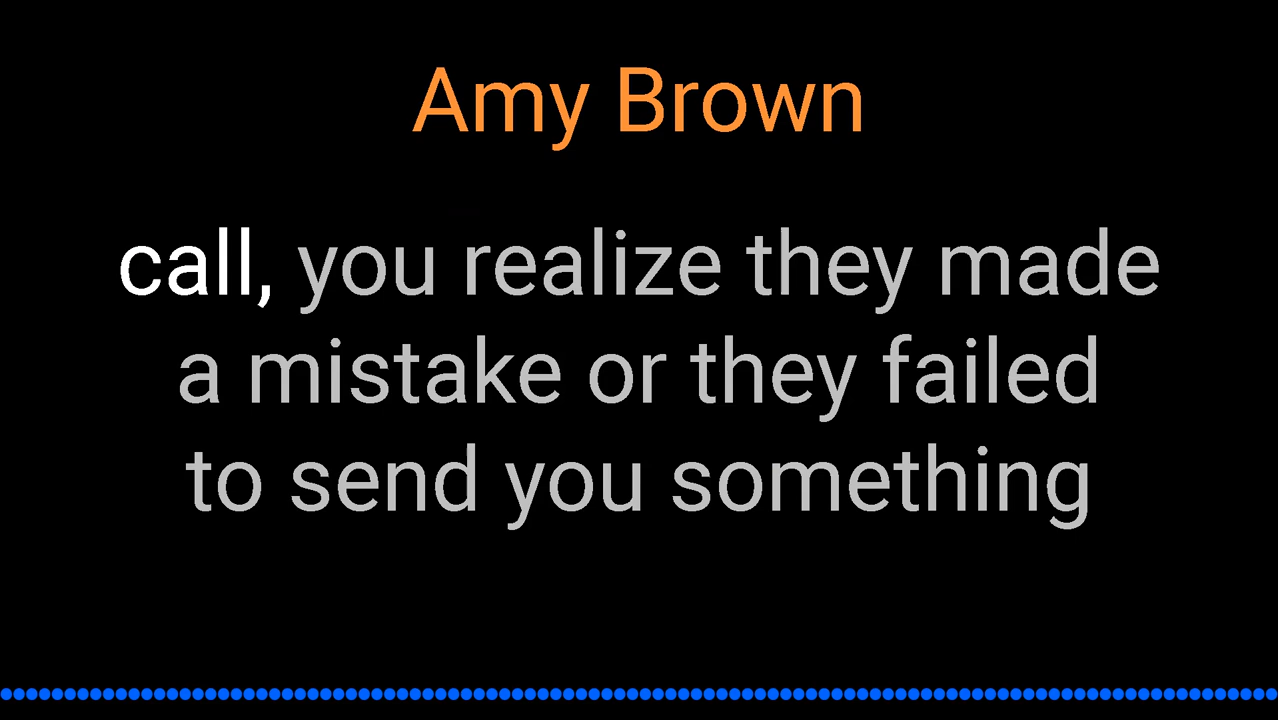 Amy Brown
call, you realize they made
a mistake or they failed
to send you something